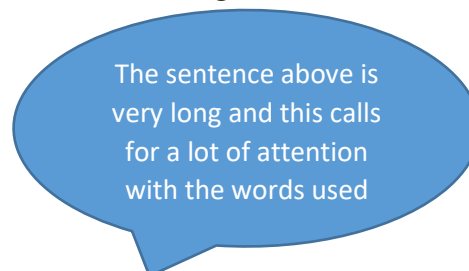 The sentence above is
very long and this calls
for a lot of attention
with the words used